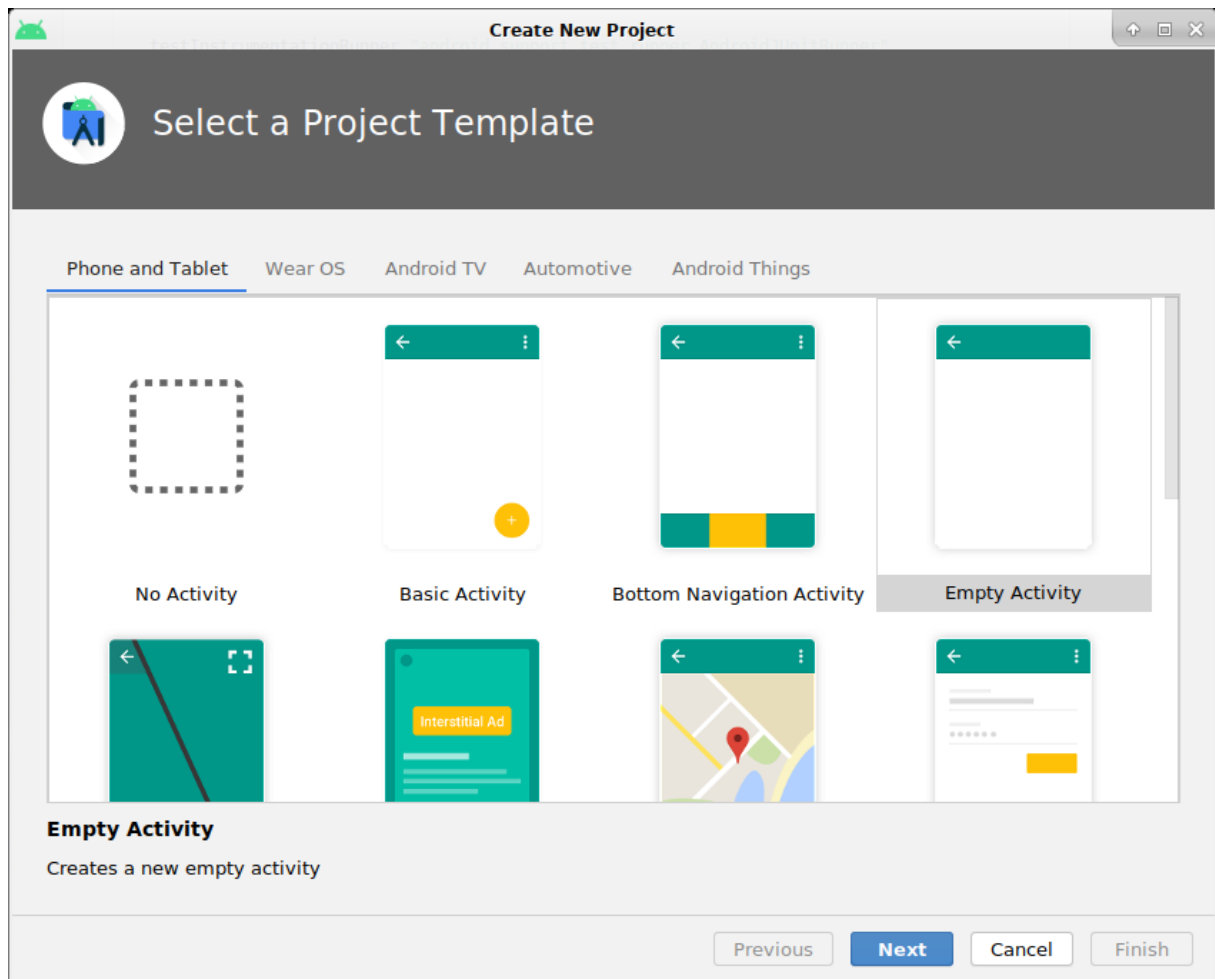 Create New Project
Select a Project Template
Phone and Tablet Wear OS Android TV Automotive Android Things
No Activity Basic Activity Bottom Navigation Activity Empty Activity
Interstitial Ad
Empty Activity
Creates a new empty activity
Previous Next Cancel Finish